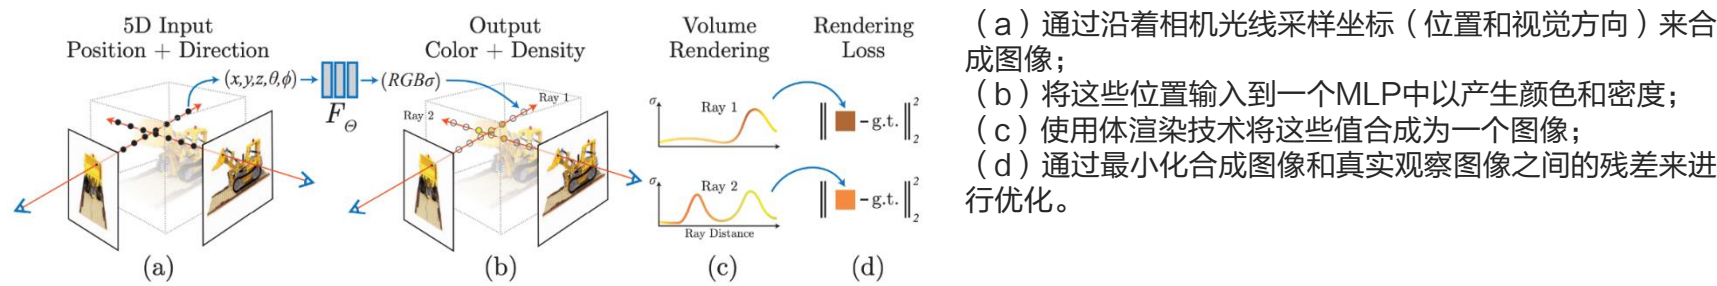 5D Input
Position + Direction
Output
Color + Density
Volume
Rendering
Rendering
Loss
(x,y,z,θ,ϕ)
F_Θ
(RGBσ)
Ray 1
Ray 2
σ
Ray 1
σ
Ray 2
Ray Distance
‖ - g.t. ‖₂²
‖ - g.t. ‖₂²
(a)
(b)
(c)
(d)
（a）通过沿着相机光线采样坐标（位置和视觉方向）来合
成图像；
（b）将这些位置输入到一个MLP中以产生颜色和密度；
（c）使用体渲染技术将这些值合成为一个图像；
（d）通过最小化合成图像和真实观察图像之间的残差来进
行优化。